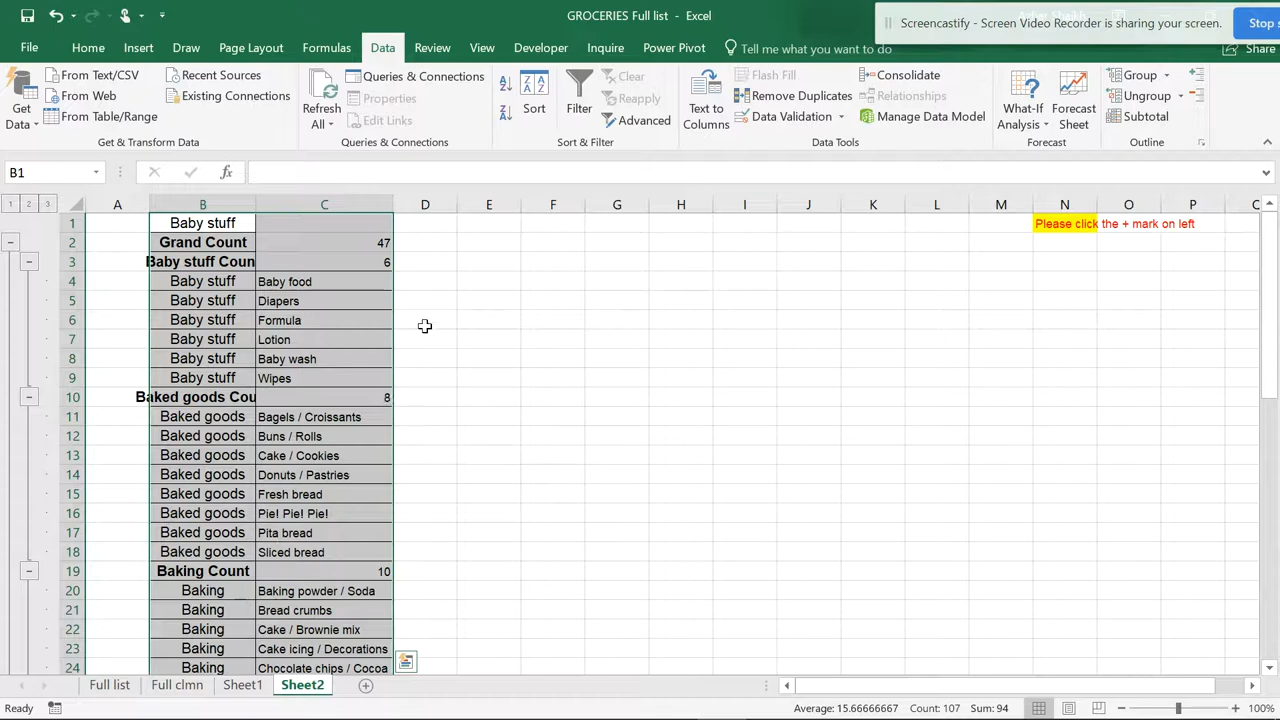 GROCERIES Full list - Excel
Screencastify - Screen Video Recorder is sharing your screen.
Stop s
File Home Insert Draw Page Layout Formulas Data Review View Developer Inquire Power Pivot Tell me what you want to do Share
From Text/CSV Recent Sources Queries & Connections Clear Flash Fill Consolidate Group
From Web Existing Connections Properties Reapply Remove Duplicates Relationships Ungroup
From Table/Range Edit Links Advanced Data Validation Manage Data Model Subtotal
Get Data Refresh All Sort Filter Text to Columns What-If Analysis Forecast Sheet
Get & Transform Data Queries & Connections Sort & Filter Data Tools Forecast Outline
B1 fx
1 2 3 A B C D E F G H I J K L M N O P C
1 Baby stuff Please click the + mark on left
2 Grand Count 47
3 Baby stuff Coun 6
4 Baby stuff Baby food
5 Baby stuff Diapers
6 Baby stuff Formula
7 Baby stuff Lotion
8 Baby stuff Baby wash
9 Baby stuff Wipes
10 Baked goods Cou 8
11 Baked goods Bagels / Croissants
12 Baked goods Buns / Rolls
13 Baked goods Cake / Cookies
14 Baked goods Donuts / Pastries
15 Baked goods Fresh bread
16 Baked goods Pie! Pie! Pie!
17 Baked goods Pita bread
18 Baked goods Sliced bread
19 Baking Count 10
20 Baking Baking powder / Soda
21 Baking Bread crumbs
22 Baking Cake / Brownie mix
23 Baking Cake icing / Decorations
24 Baking Chocolate chips / Cocoa
Full list Full clmn Sheet1 Sheet2
Ready Average: 15.66666667 Count: 107 Sum: 94 100%